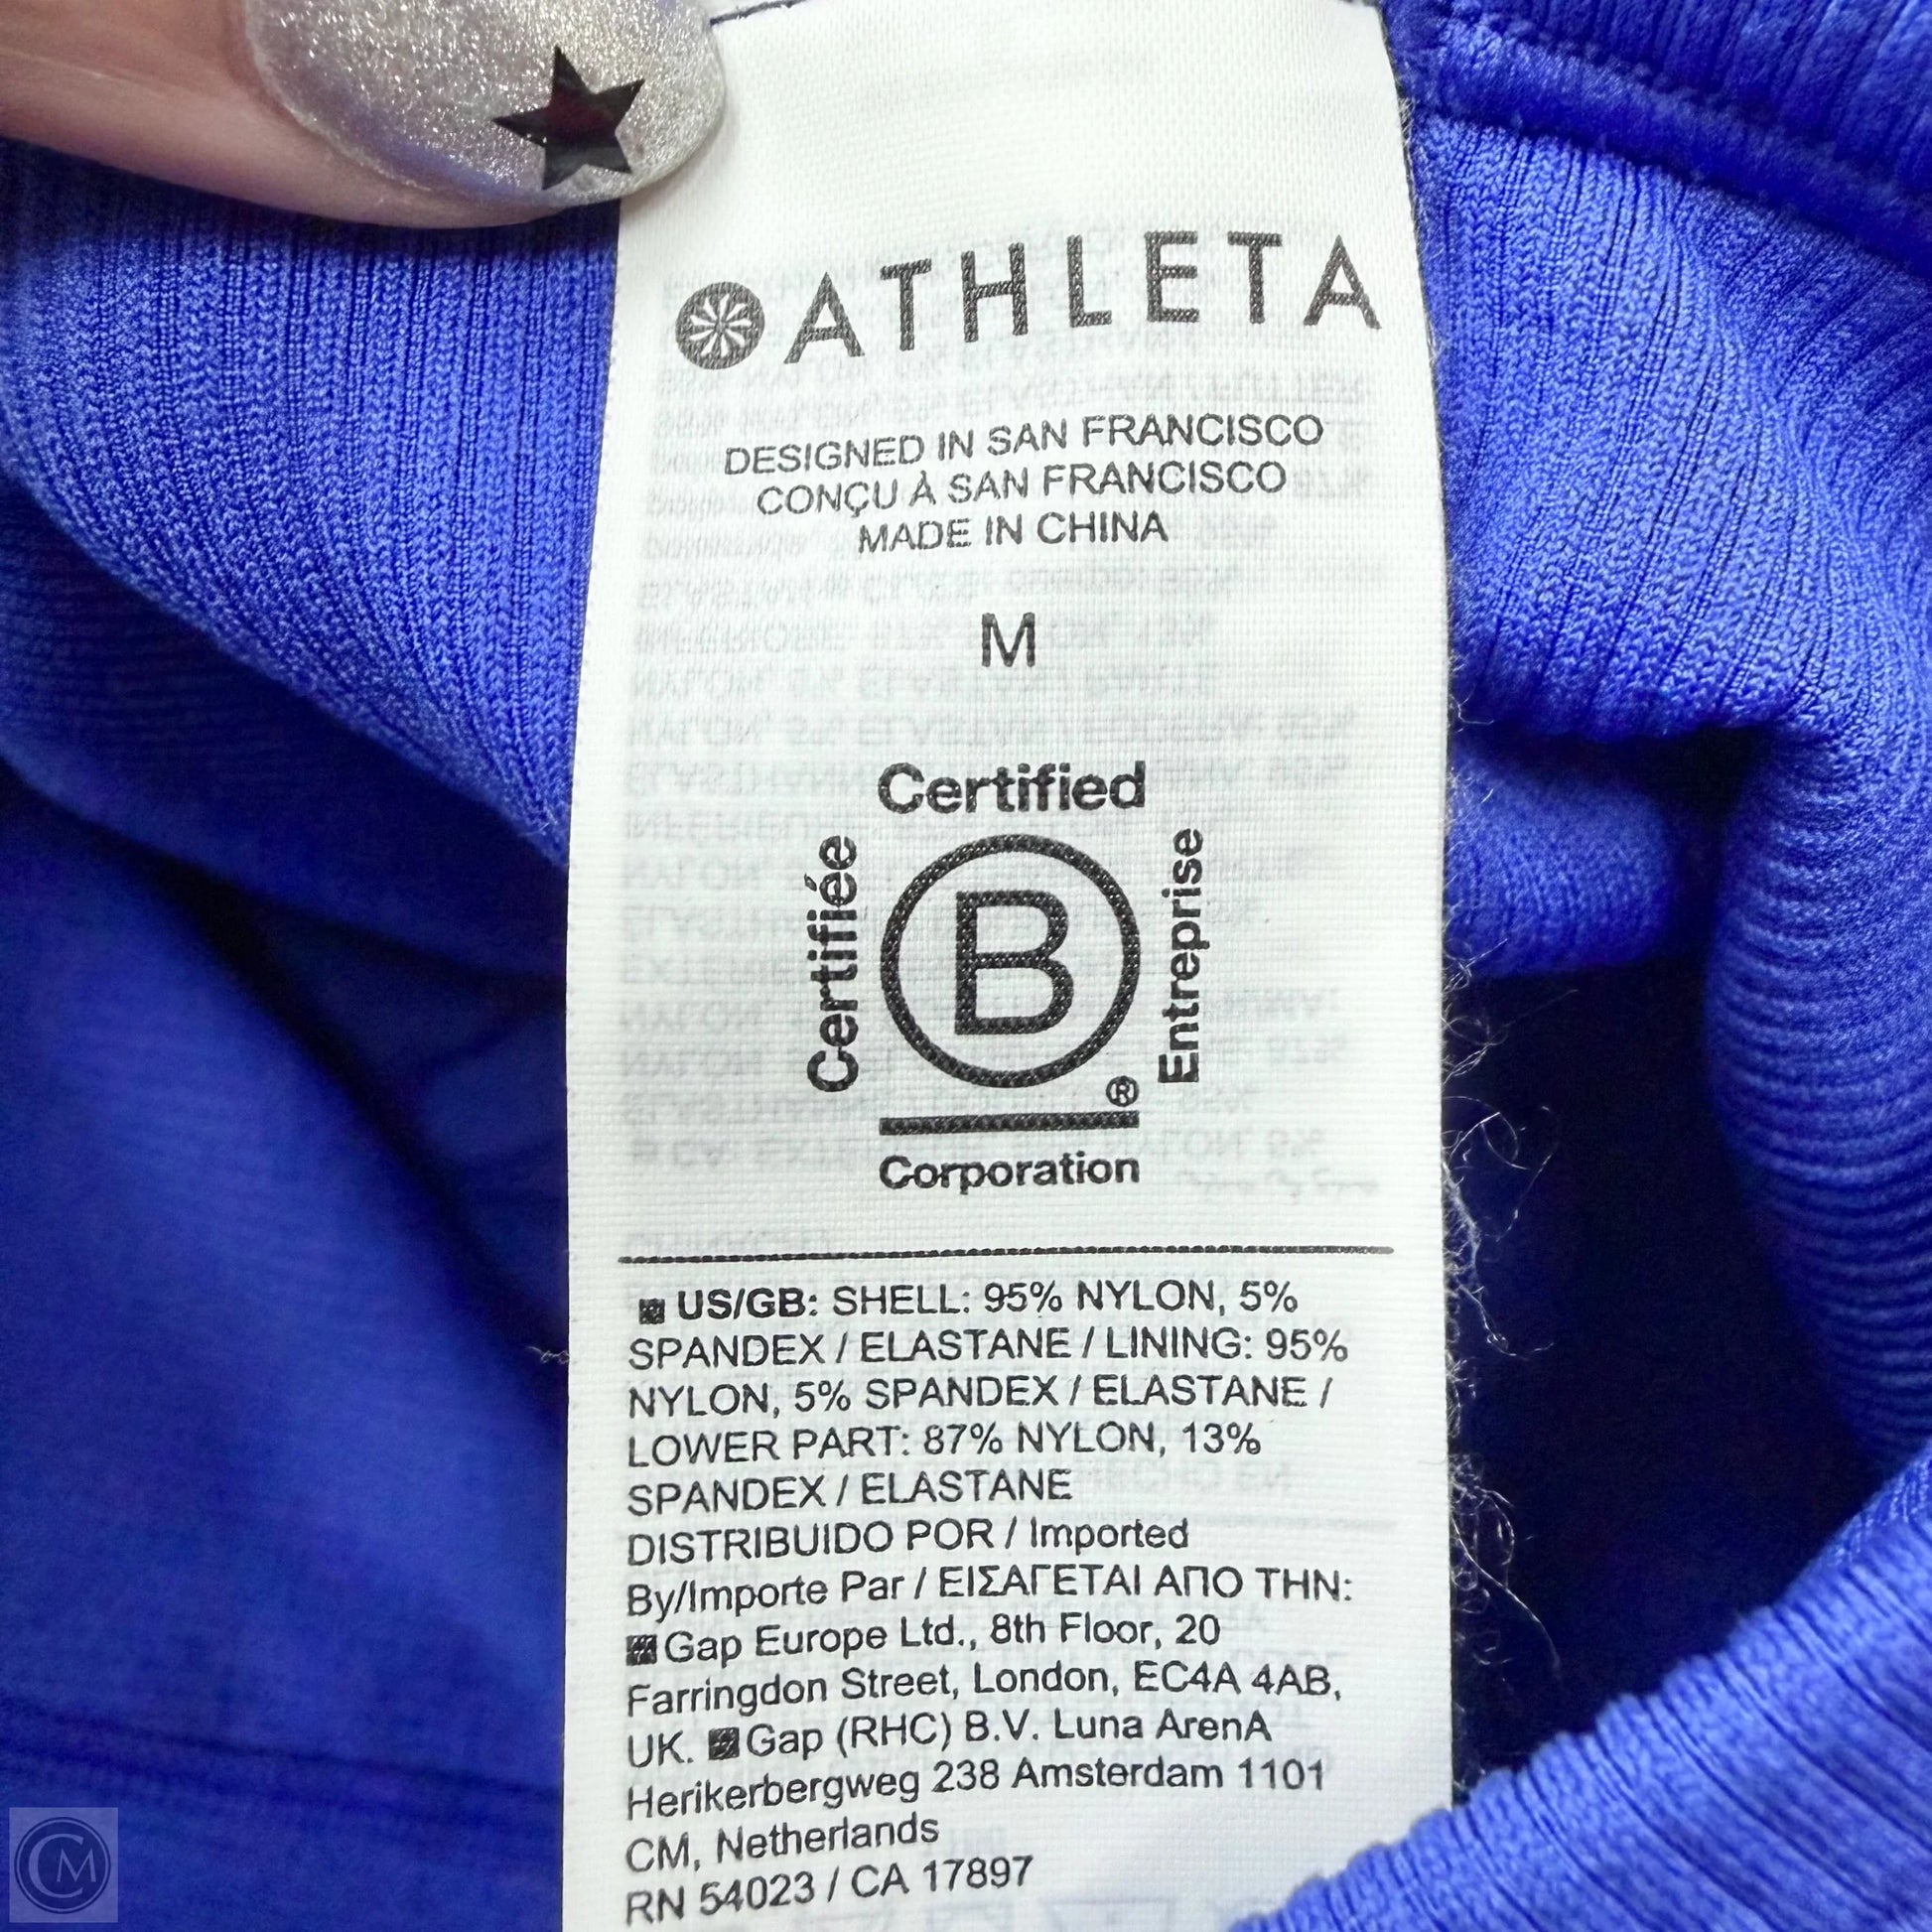 ATHLETA
DESIGNED IN SAN FRANCISCO
CONÇU À SAN FRANCISCO
MADE IN CHINA
M
Certified
Certifiée
B
Entreprise
®
Corporation
US/GB: SHELL: 95% NYLON, 5%
SPANDEX / ELASTANE / LINING: 95%
NYLON, 5% SPANDEX / ELASTANE /
LOWER PART: 87% NYLON, 13%
SPANDEX / ELASTANE
DISTRIBUIDO POR / Imported
By/Importe Par / ΕΙΣΑΓΕΤΑΙ ΑΠΟ ΤΗΝ:
Gap Europe Ltd., 8th Floor, 20
Farringdon Street, London, EC4A 4AB,
UK. Gap (RHC) B.V. Luna ArenA
Herikerbergweg 238 Amsterdam 1101
CM, Netherlands
RN 54023 / CA 17897
CM